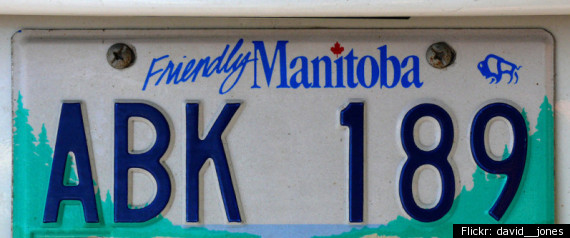 Friendly Manitoba
ABK 189
Flickr: david__jones